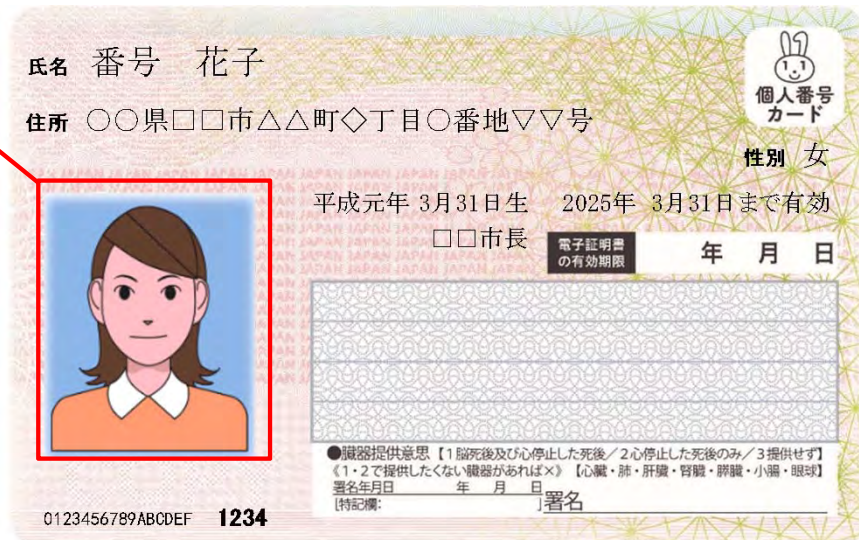 氏名 番号 花子
個人番号
カード
住所 〇〇県□□市△△町◇丁目〇番地▽▽号
性別 女
平成元年 3月31日生 2025年 3月31日まで有効
□□市長
電子証明書
の有効期限
年 月 日
●臓器提供意思【1 脳死後及び心停止した死後/2 心停止した死後のみ/3 提供せず】
《1・2で提供したくない臓器があれば×》【心臓・肺・肝臓・腎臓・膵臓・小腸・眼球】
署名年月日 年 月 日
[特記欄: ]署名
0123456789ABCDEF 1234